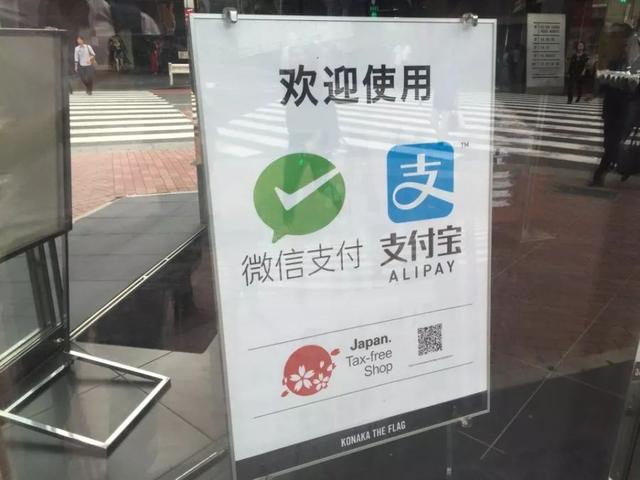 欢迎使用
微信支付
支
TM
支付宝
ALIPAY
Japan.
Tax-free
Shop
KONAKA THE FLAG